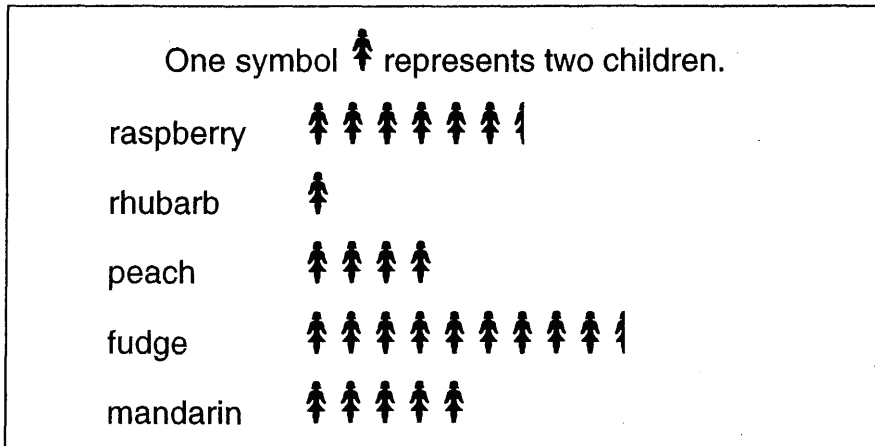 One symbol represents two children.
raspberry
rhubarb
peach
fudge
mandarin